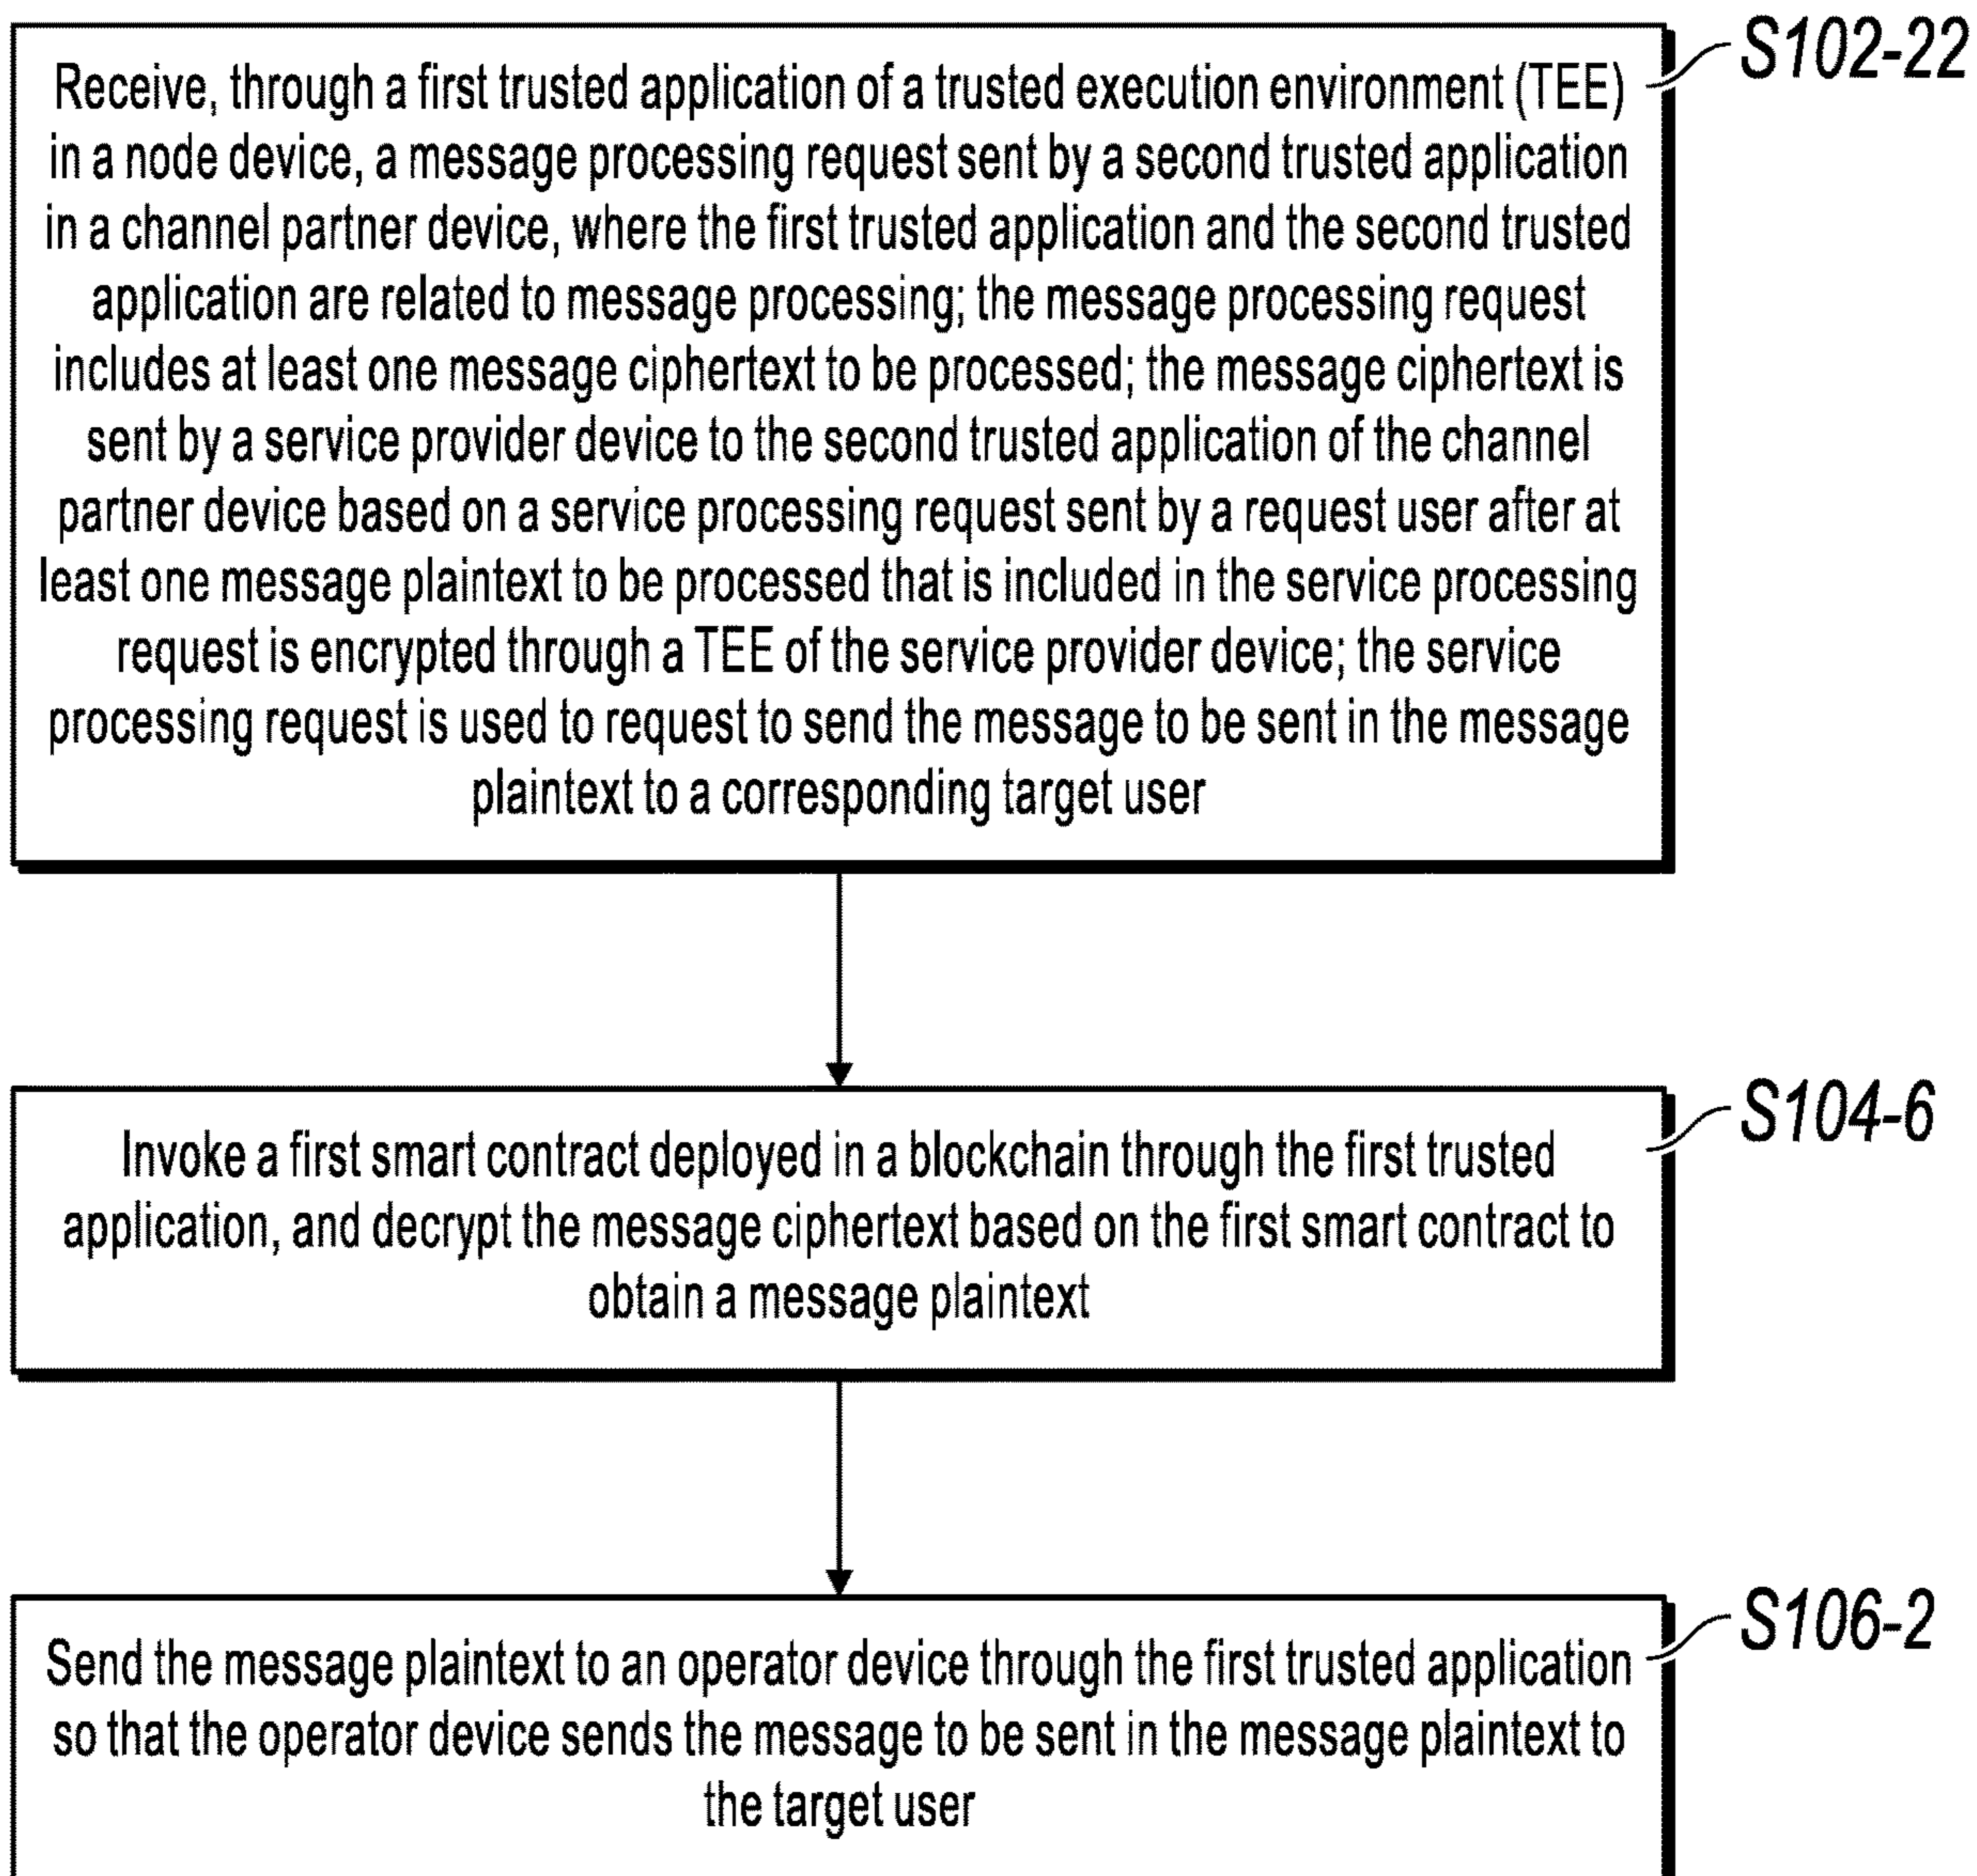 Receive, through a first trusted application of a trusted execution environment (TEE)
in a node device, a message processing request sent by a second trusted application
in a channel partner device, where the first trusted application and the second trusted
application are related to message processing; the message processing request
includes at least one message ciphertext to be processed; the message ciphertext is
sent by a service provider device to the second trusted application of the channel
partner device based on a service processing request sent by a request user after at
least one message plaintext to be processed that is included in the service processing
request is encrypted through a TEE of the service provider device; the service
processing request is used to request to send the message to be sent in the message
plaintext to a corresponding target user
S102-22
Invoke a first smart contract deployed in a blockchain through the first trusted
application, and decrypt the message ciphertext based on the first smart contract to
obtain a message plaintext
S104-6
Send the message plaintext to an operator device through the first trusted application
so that the operator device sends the message to be sent in the message plaintext to
the target user
S106-2